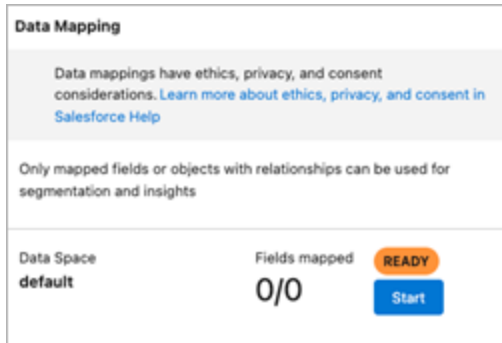 Data Mapping
Data mappings have ethics, privacy, and consent
considerations. Learn more about ethics, privacy, and consent in
Salesforce Help
Only mapped fields or objects with relationships can be used for
segmentation and insights
Data Space
default
Fields mapped
0/0
READY
Start